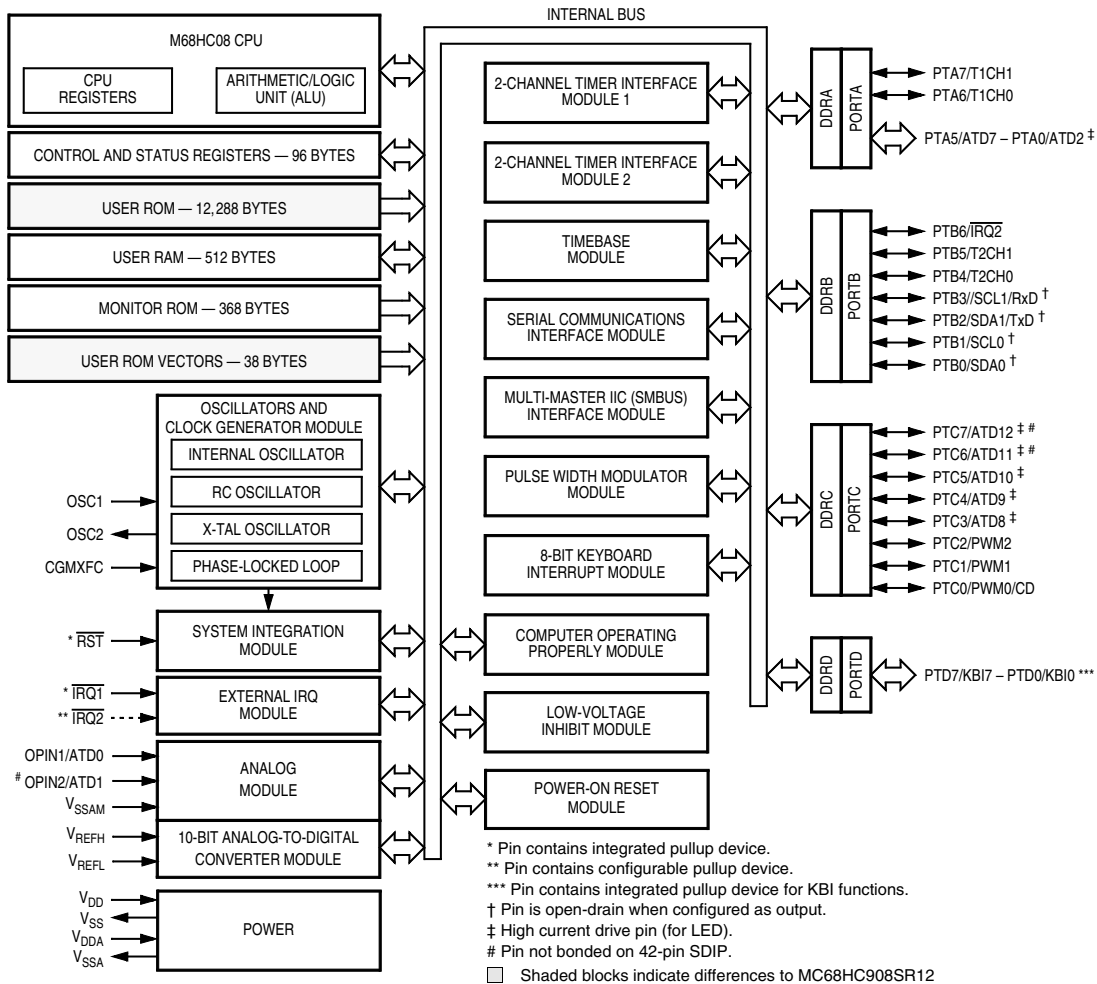 INTERNAL BUS
M68HC08 CPU
CPU
REGISTERS
ARITHMETIC/LOGIC
UNIT (ALU)
CONTROL AND STATUS REGISTERS — 96 BYTES
USER ROM — 12,288 BYTES
USER RAM — 512 BYTES
MONITOR ROM — 368 BYTES
USER ROM VECTORS — 38 BYTES
OSCILLATORS AND
CLOCK GENERATOR MODULE
INTERNAL OSCILLATOR
RC OSCILLATOR
X-TAL OSCILLATOR
PHASE-LOCKED LOOP
OSC1
OSC2
CGMXFC
SYSTEM INTEGRATION
MODULE
* RST
EXTERNAL IRQ
MODULE
* IRQ1
** IRQ2
ANALOG
MODULE
OPIN1/ATD0
# OPIN2/ATD1
VSSAM
10-BIT ANALOG-TO-DIGITAL
CONVERTER MODULE
VREFH
VREFL
POWER
VDD
VSS
VDDA
VSSA
2-CHANNEL TIMER INTERFACE
MODULE 1
2-CHANNEL TIMER INTERFACE
MODULE 2
TIMEBASE
MODULE
SERIAL COMMUNICATIONS
INTERFACE MODULE
MULTI-MASTER IIC (SMBUS)
INTERFACE MODULE
PULSE WIDTH MODULATOR
MODULE
8-BIT KEYBOARD
INTERRUPT MODULE
COMPUTER OPERATING
PROPERLY MODULE
LOW-VOLTAGE
INHIBIT MODULE
POWER-ON RESET
MODULE
DDRA
PORTA
PTA7/T1CH1
PTA6/T1CH0
PTA5/ATD7 – PTA0/ATD2 ‡
DDRB
PORTB
PTB6/IRQ2
PTB5/T2CH1
PTB4/T2CH0
PTB3//SCL1/RxD †
PTB2/SDA1/TxD †
PTB1/SCL0 †
PTB0/SDA0 †
DDRC
PORTC
PTC7/ATD12 ‡ #
PTC6/ATD11 ‡ #
PTC5/ATD10 ‡
PTC4/ATD9 ‡
PTC3/ATD8 ‡
PTC2/PWM2
PTC1/PWM1
PTC0/PWM0/CD
DDRD
PORTD
PTD7/KBI7 – PTD0/KBI0 ***
* Pin contains integrated pullup device.
** Pin contains configurable pullup device.
*** Pin contains integrated pullup device for KBI functions.
† Pin is open-drain when configured as output.
‡ High current drive pin (for LED).
# Pin not bonded on 42-pin SDIP.
Shaded blocks indicate differences to MC68HC908SR12